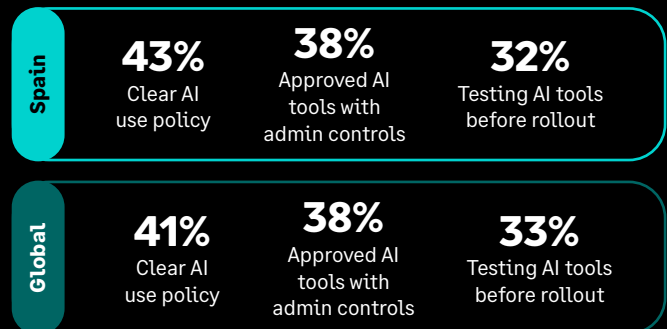 Spain
43%
Clear AI
use policy
38%
Approved AI
tools with
admin controls
32%
Testing AI tools
before rollout
Global
41%
Clear AI
use policy
38%
Approved AI
tools with
admin controls
33%
Testing AI tools
before rollout